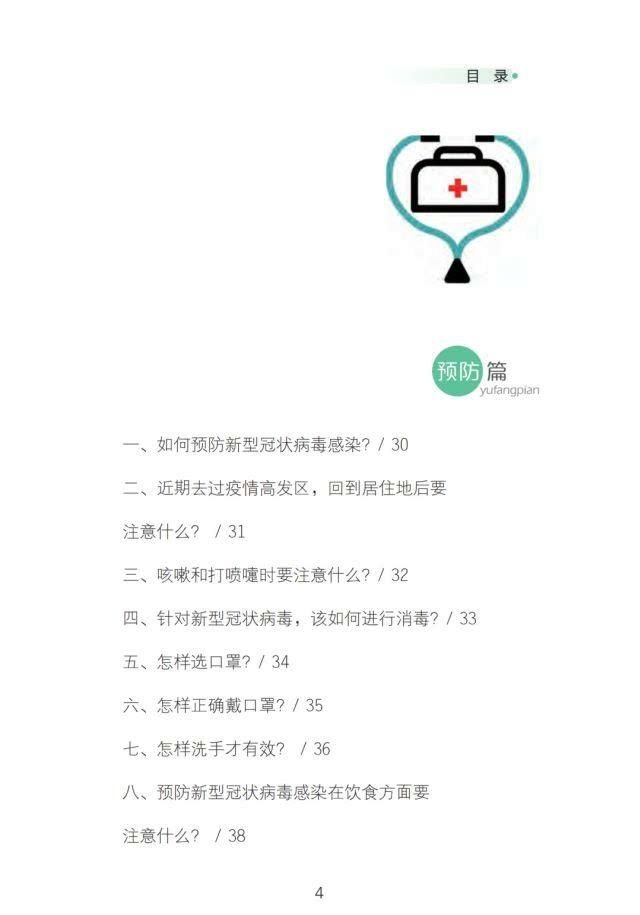 目 录
预防篇
yufangpian
一、如何预防新型冠状病毒感染? / 30
二、近期去过疫情高发区，回到居住地后要
注意什么？ / 31
三、咳嗽和打喷嚏时要注意什么? / 32
四、针对新型冠状病毒，该如何进行消毒? / 33
五、怎样选口罩? / 34
六、怎样正确戴口罩? / 35
七、怎样洗手才有效？ / 36
八、预防新型冠状病毒感染在饮食方面要
注意什么？ / 38
4